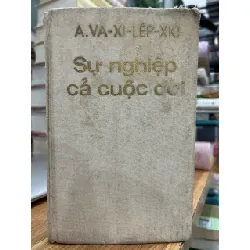 A.VA-XI-LÉP-XKI
Sự nghiệp
cả cuộc đời